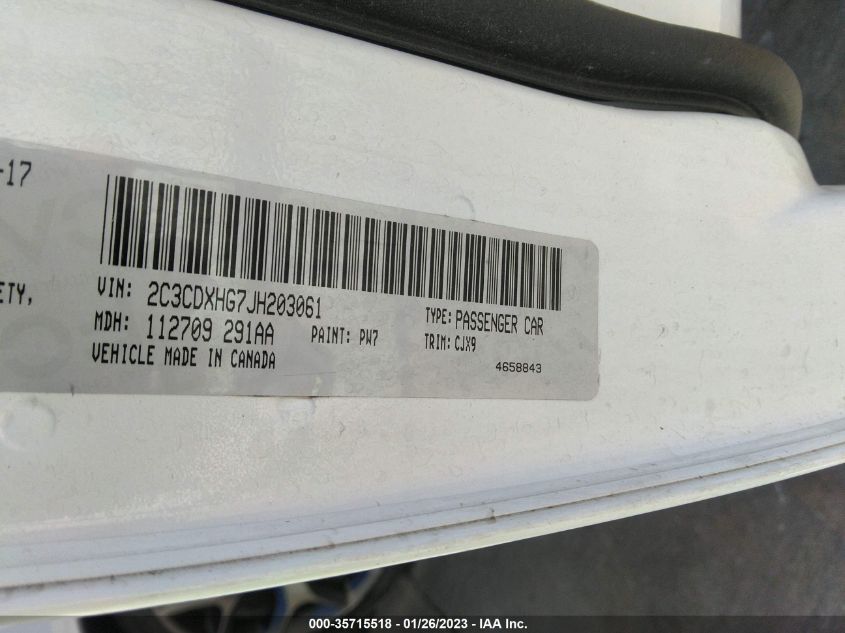 -17
ETY,
VIN: 2C3CDXHG7JH203061
MDH: 112709 291AA
PAINT: PW7
VEHICLE MADE IN CANADA
TYPE: PASSENGER CAR
TRIM: CJX9
4658843
000-35715518 - 01/26/2023 - IAA Inc.